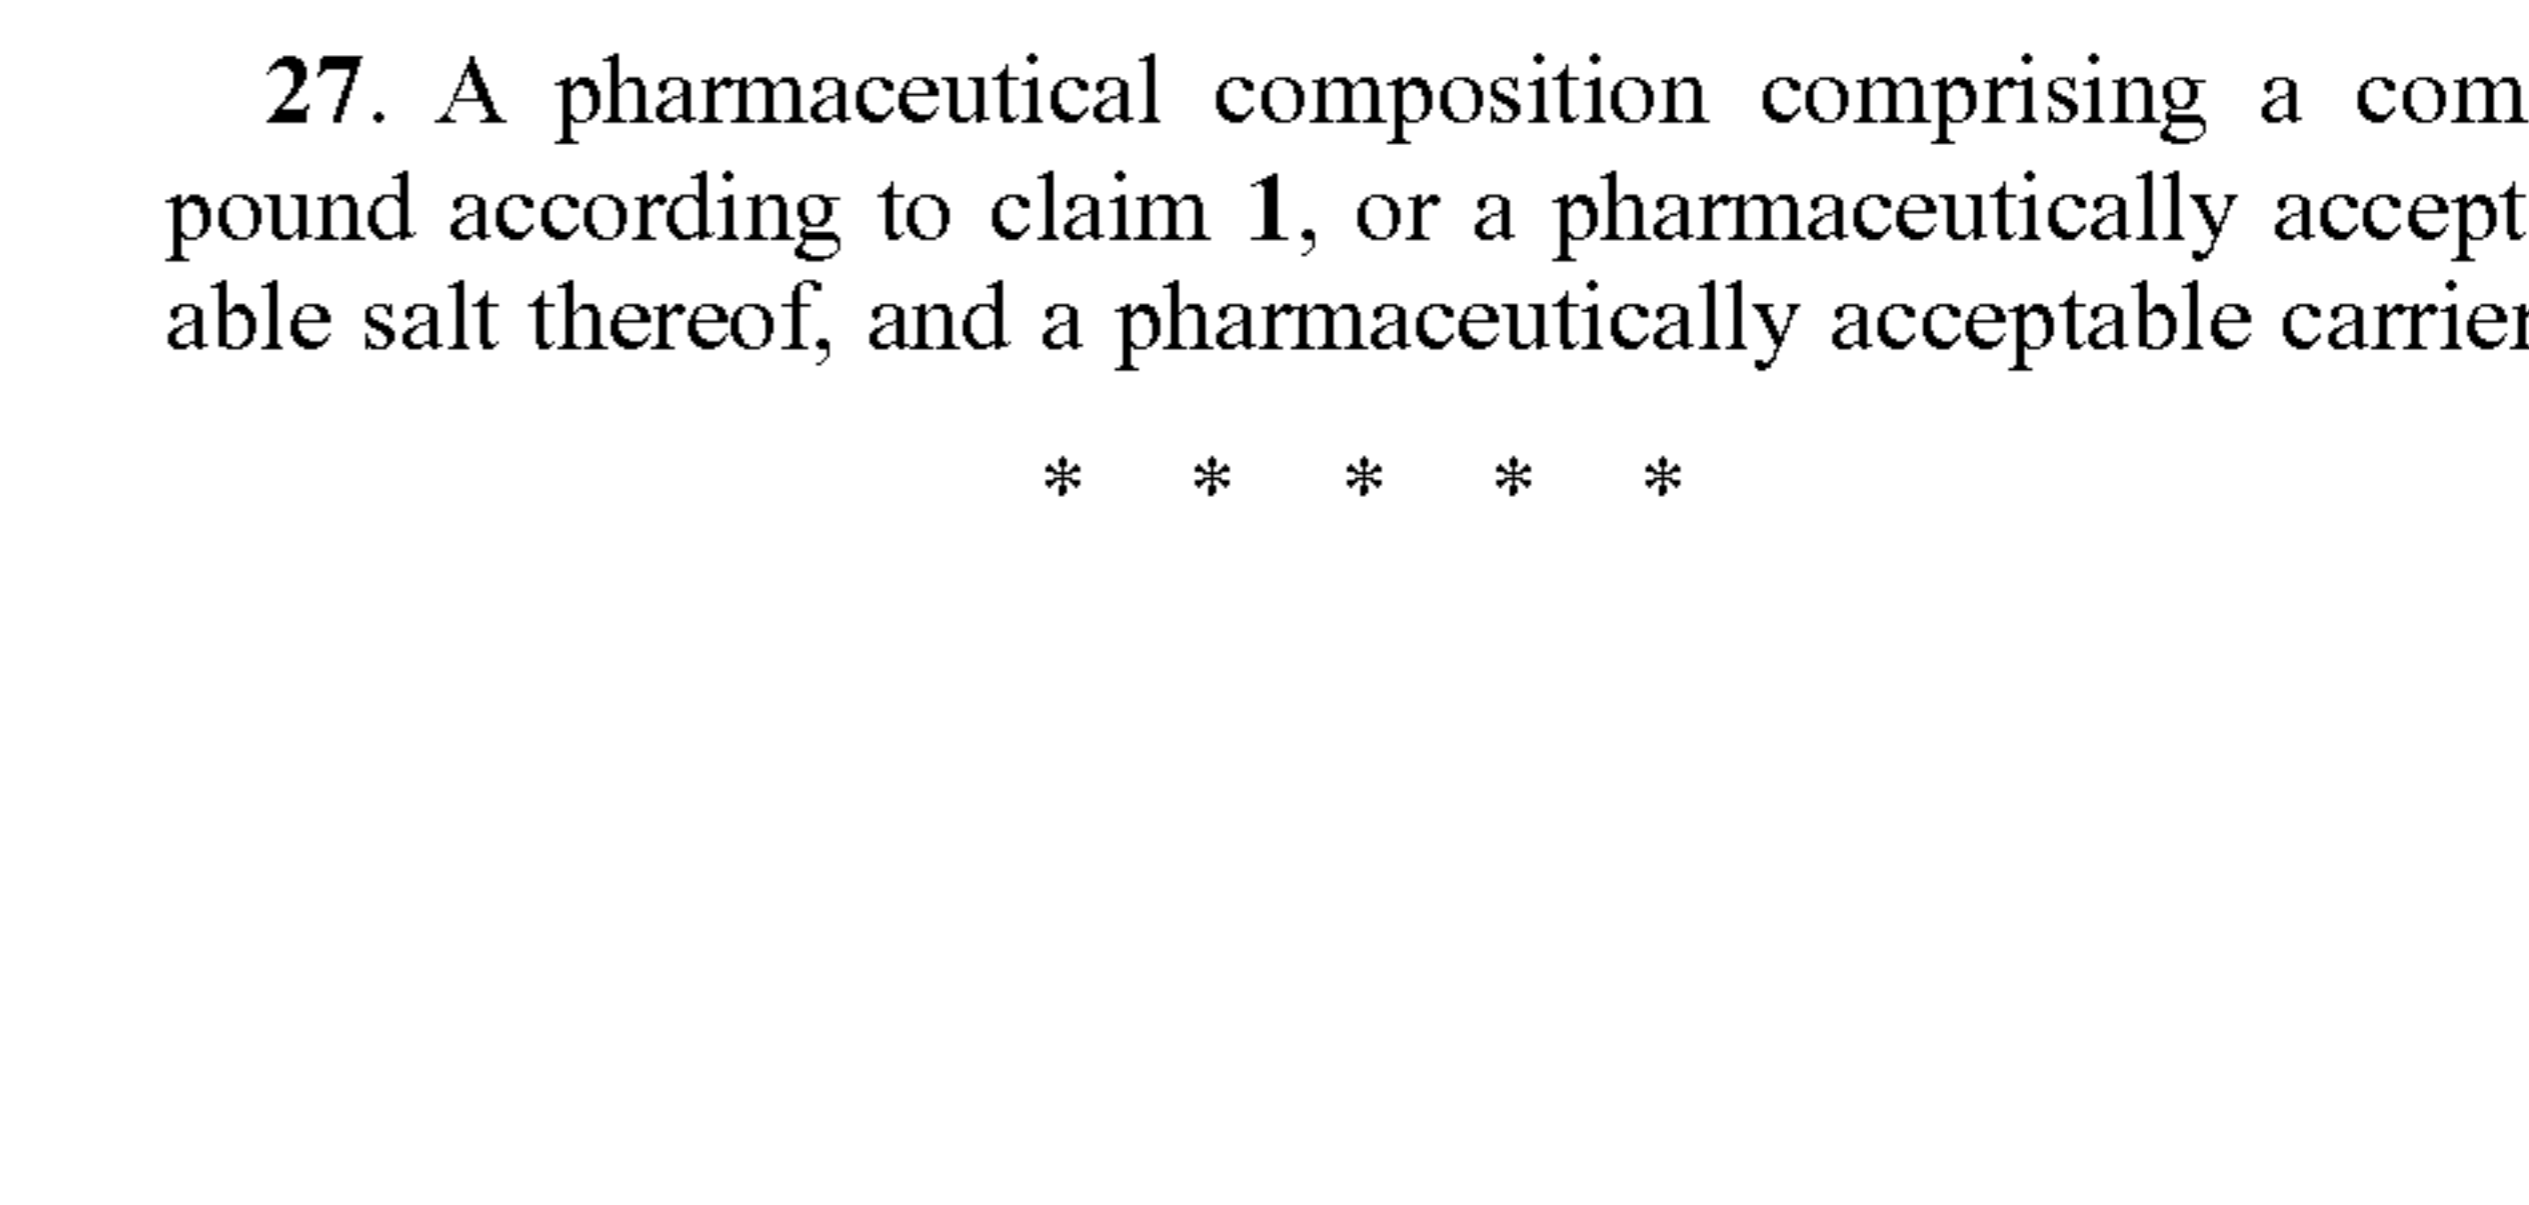 27. A pharmaceutical composition comprising a com
pound according to claim 1, or a pharmaceutically accept
able salt thereof, and a pharmaceutically acceptable carrier
* * * * *